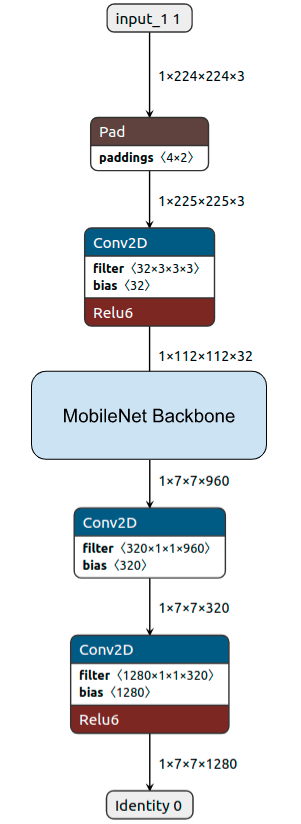 input_1 1
1×224×224×3
Pad
paddings〈4×2〉
1×225×225×3
Conv2D
filter〈32×3×3×3〉
bias〈32〉
Relu6
1×112×112×32
MobileNet Backbone
1×7×7×960
Conv2D
filter〈320×1×1×960〉
bias〈320〉
1×7×7×320
Conv2D
filter〈1280×1×1×320〉
bias〈1280〉
Relu6
1×7×7×1280
Identity 0